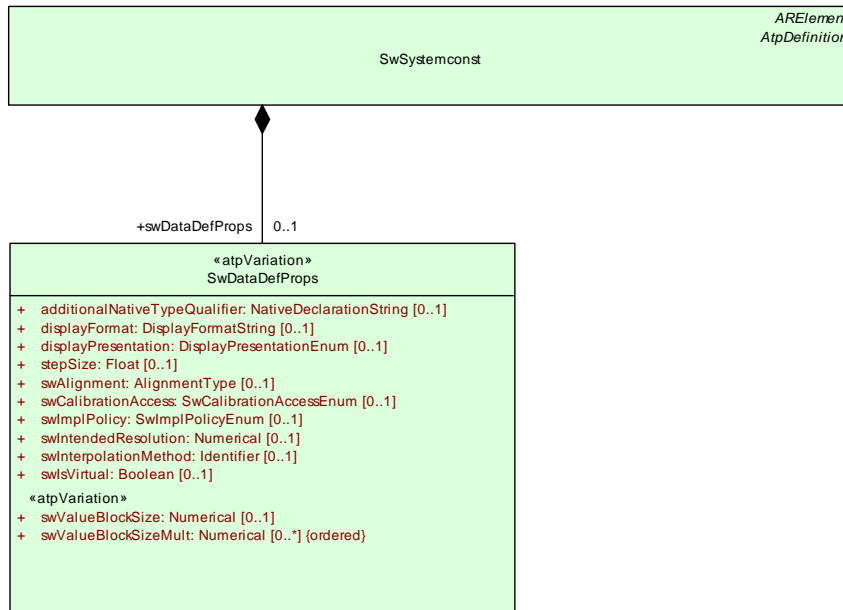 ARElemen
AtpDefinition
SwSystemconst
+swDataDefProps 0..1
«atpVariation»
SwDataDefProps
+ additionalNativeTypeQualifier: NativeDeclarationString [0..1]
+ displayFormat: DisplayFormatString [0..1]
+ displayPresentation: DisplayPresentationEnum [0..1]
+ stepSize: Float [0..1]
+ swAlignment: AlignmentType [0..1]
+ swCalibrationAccess: SwCalibrationAccessEnum [0..1]
+ swImplPolicy: SwImplPolicyEnum [0..1]
+ swIntendedResolution: Numerical [0..1]
+ swInterpolationMethod: Identifier [0..1]
+ swIsVirtual: Boolean [0..1]
«atpVariation»
+ swValueBlockSize: Numerical [0..1]
+ swValueBlockSizeMult: Numerical [0..*] {ordered}